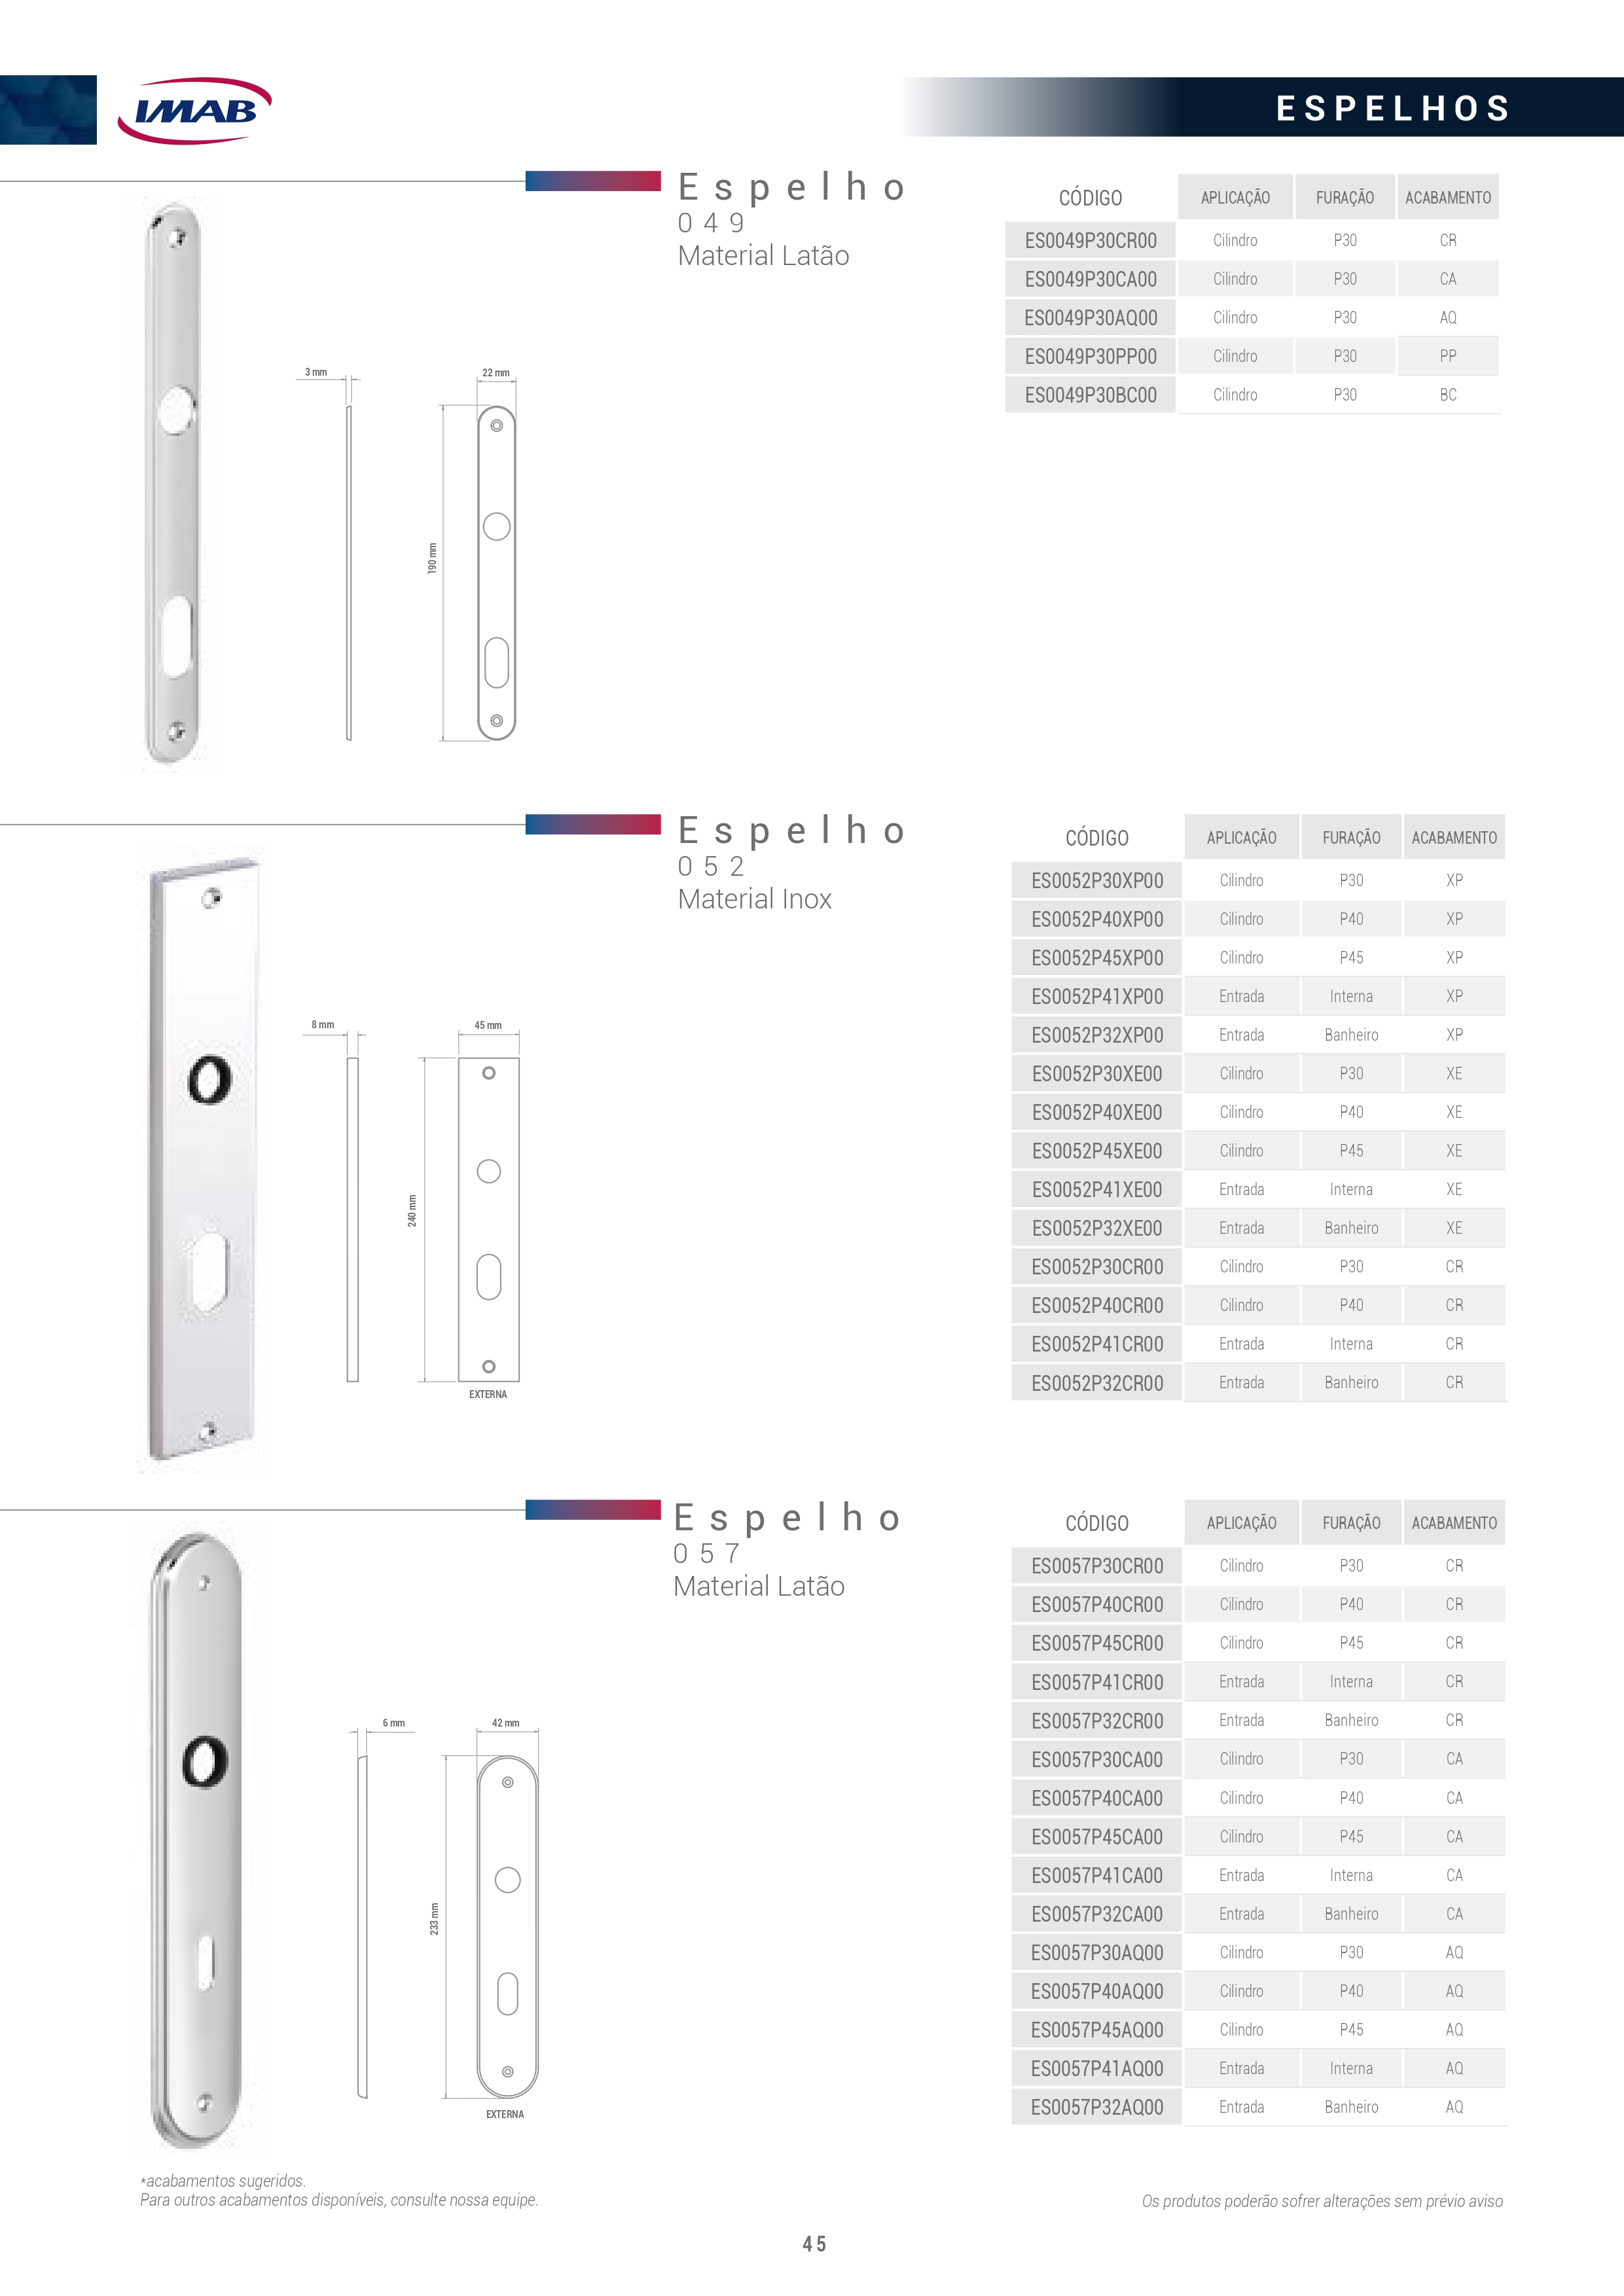 IMAB
ESPELHOS
Espelho
049
Material Latão
CÓDIGO APLICAÇÃO FURAÇÃO ACABAMENTO
ES0049P30CR00 Cilindro P30 CR
ES0049P30CA00 Cilindro P30 CA
ES0049P30AQ00 Cilindro P30 AQ
ES0049P30PP00 Cilindro P30 PP
ES0049P30BC00 Cilindro P30 BC
3 mm
22 mm
190 mm
Espelho
052
Material Inox
CÓDIGO APLICAÇÃO FURAÇÃO ACABAMENTO
ES0052P30XP00 Cilindro P30 XP
ES0052P40XP00 Cilindro P40 XP
ES0052P45XP00 Cilindro P45 XP
ES0052P41XP00 Entrada Interna XP
ES0052P32XP00 Entrada Banheiro XP
ES0052P30XE00 Cilindro P30 XE
ES0052P40XE00 Cilindro P40 XE
ES0052P45XE00 Cilindro P45 XE
ES0052P41XE00 Entrada Interna XE
ES0052P32XE00 Entrada Banheiro XE
ES0052P30CR00 Cilindro P30 CR
ES0052P40CR00 Cilindro P40 CR
ES0052P41CR00 Entrada Interna CR
ES0052P32CR00 Entrada Banheiro CR
8 mm
45 mm
240 mm
EXTERNA
Espelho
057
Material Latão
CÓDIGO APLICAÇÃO FURAÇÃO ACABAMENTO
ES0057P30CR00 Cilindro P30 CR
ES0057P40CR00 Cilindro P40 CR
ES0057P45CR00 Cilindro P45 CR
ES0057P41CR00 Entrada Interna CR
ES0057P32CR00 Entrada Banheiro CR
ES0057P30CA00 Cilindro P30 CA
ES0057P40CA00 Cilindro P40 CA
ES0057P45CA00 Cilindro P45 CA
ES0057P41CA00 Entrada Interna CA
ES0057P32CA00 Entrada Banheiro CA
ES0057P30AQ00 Cilindro P30 AQ
ES0057P40AQ00 Cilindro P40 AQ
ES0057P45AQ00 Cilindro P45 AQ
ES0057P41AQ00 Entrada Interna AQ
ES0057P32AQ00 Entrada Banheiro AQ
6 mm
42 mm
233 mm
EXTERNA
*acabamentos sugeridos.
Para outros acabamentos disponíveis, consulte nossa equipe.
Os produtos poderão sofrer alterações sem prévio aviso
45